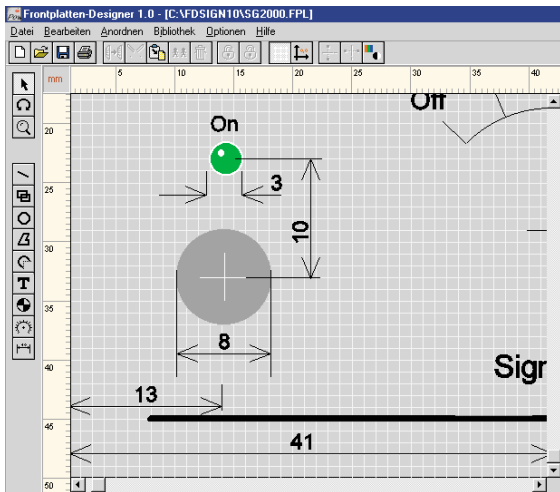 Frontplatten-Designer 1.0 - [C:\FDSIGN10\SG2000.FPL]
Datei Bearbeiten Anordnen Bibliothek Optionen Hilfe
mm 5 10 15 20 25 30 35 40
20
25
30
35
40
45
50
Off
On
3
10
8
Sigr
13
41
T